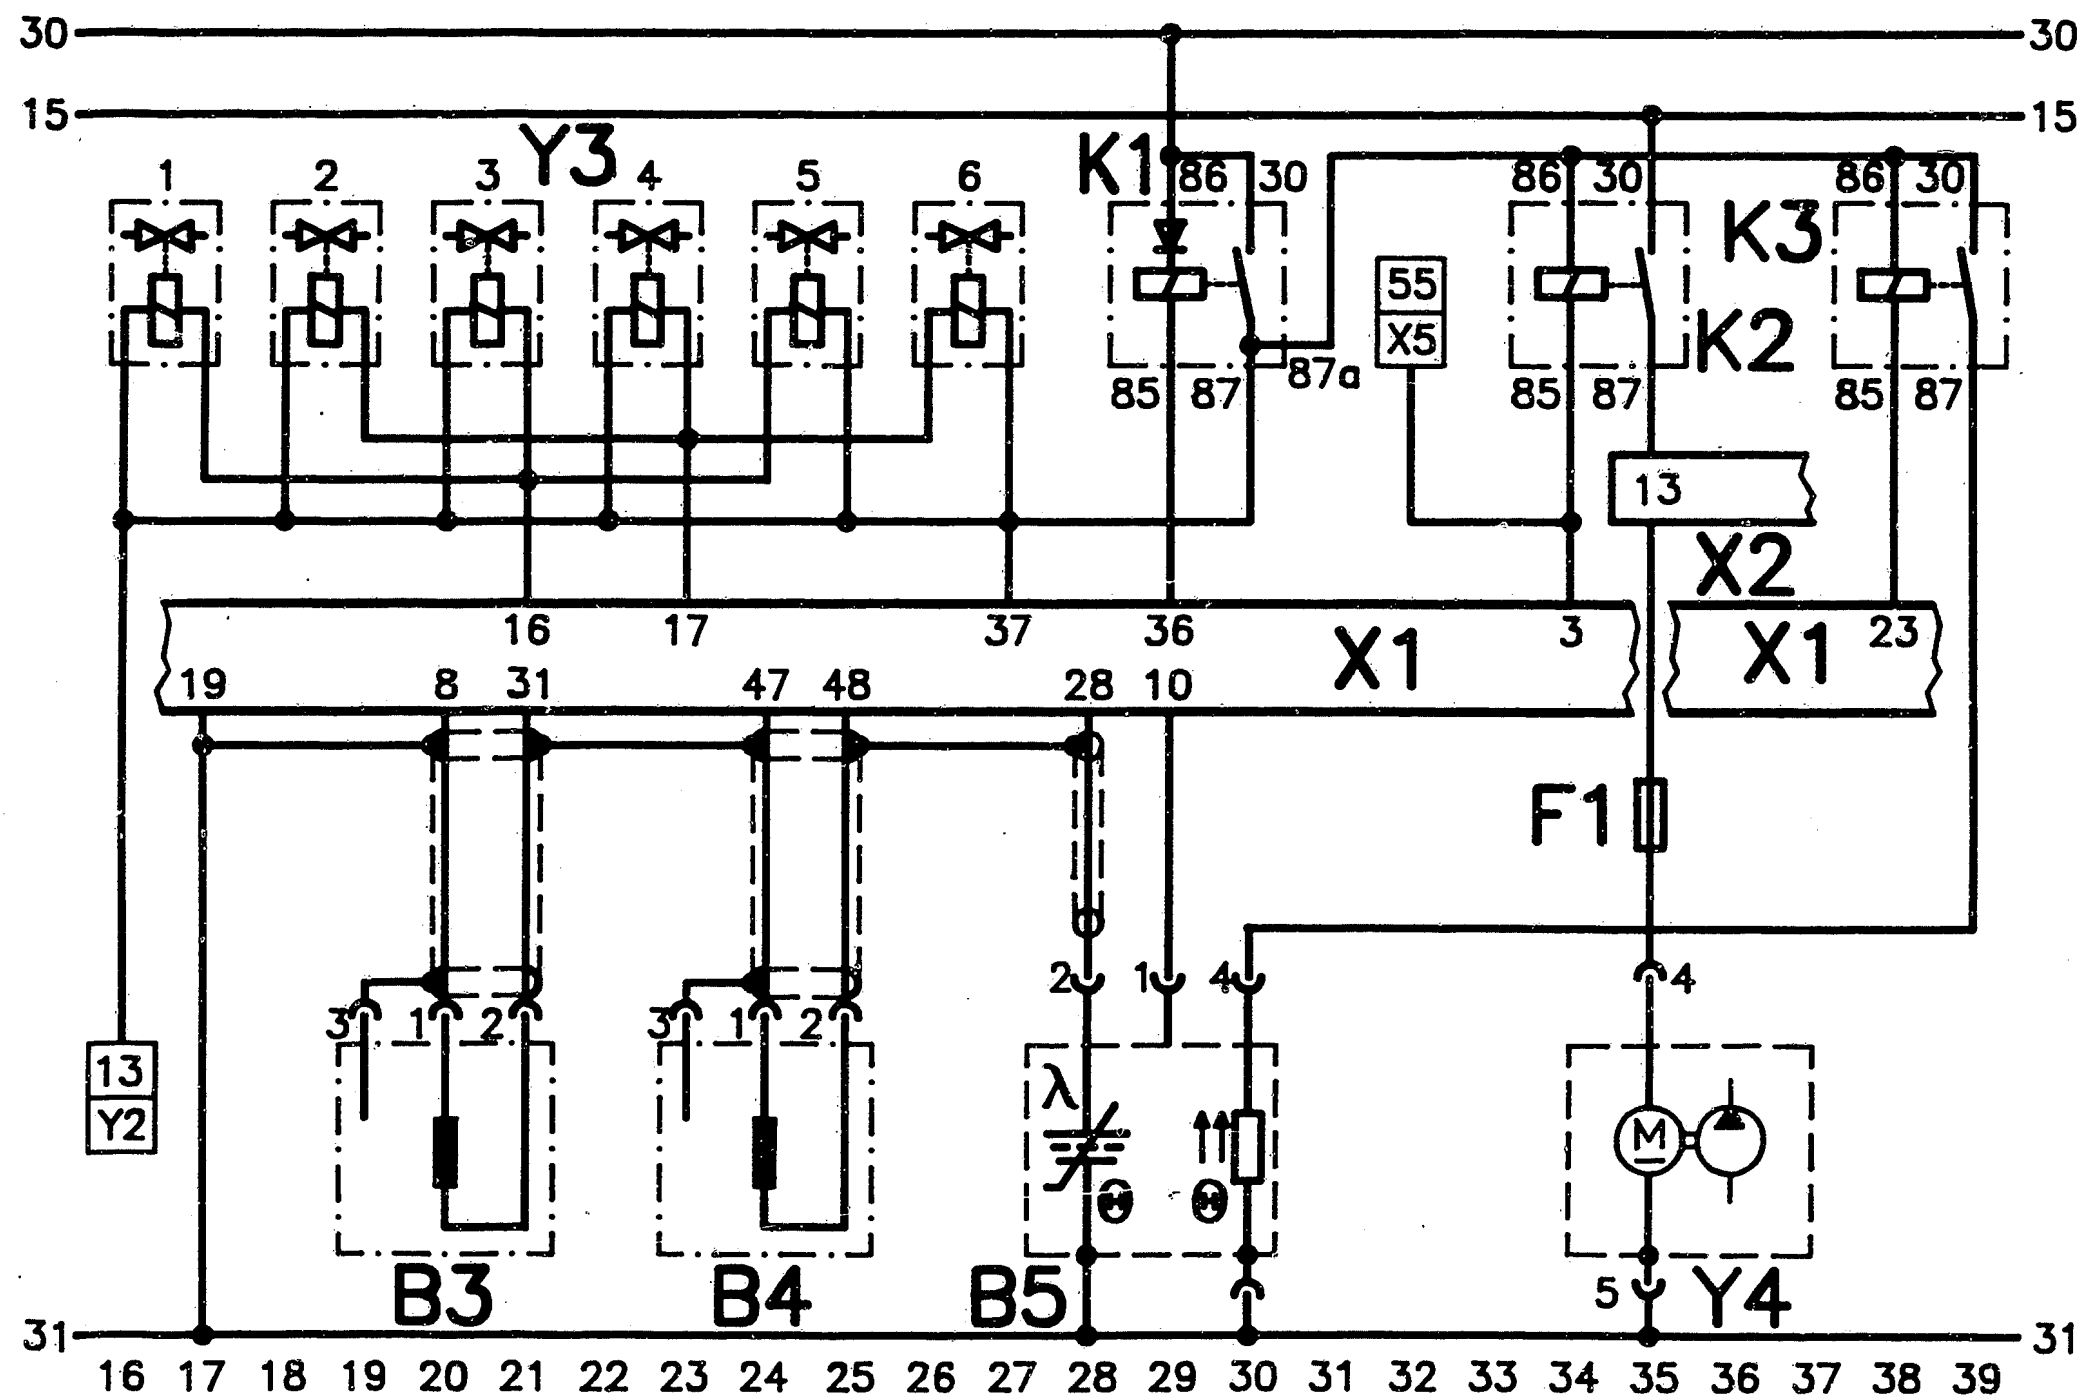 30 30
15 15
Y3 K1
1 2 3 4 5 6 86 30 86 30 86 30
K3
55
X5
K2
87a
85 87 85 87 85 87
13
X2
16 17 37 36 3 23
X1 X1
19 8 31 47 48 28 10
F1
2 1 4 4
3 1 2 3 1 2
13
Y2
λ
M
Θ Θ
B3 B4 B5 5 Y4
31 31
16 17 18 19 20 21 22 23 24 25 26 27 28 29 30 31 32 33 34 35 36 37 38 39